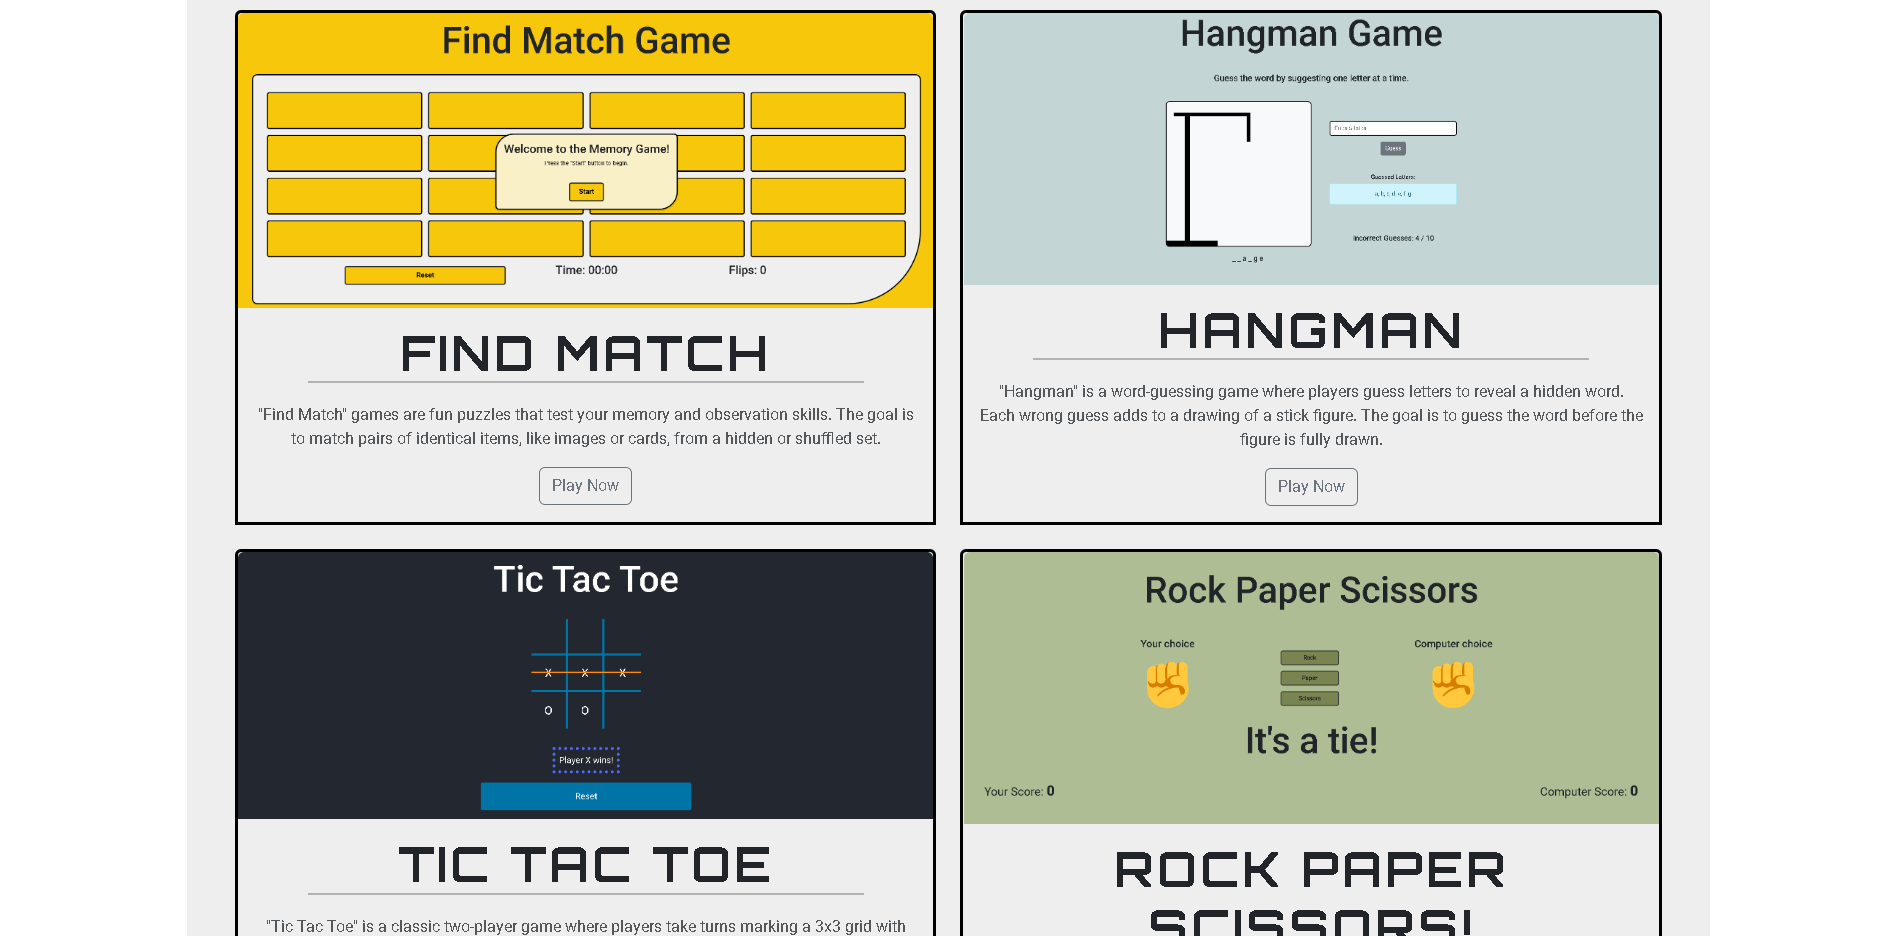 Find Match Game
Welcome to the Memory Game!
Press the "Start" button to begin.
Start
Reset
Time: 00:00
Flips: 0
FIND MATCH
"Find Match" games are fun puzzles that test your memory and observation skills. The goal is
to match pairs of identical items, like images or cards, from a hidden or shuffled set.
Play Now
Hangman Game
Guess the word by suggesting one letter at a time.
Guess
Guessed Letters:
Incorrect Guesses: 4 / 10
_ _ a _ g e
HANGMAN
"Hangman" is a word-guessing game where players guess letters to reveal a hidden word.
Each wrong guess adds to a drawing of a stick figure. The goal is to guess the word before the
figure is fully drawn.
Play Now
Tic Tac Toe
X X X
O O
Player X wins!
Reset
TIC TAC TOE
"Tic Tac Toe" is a classic two-player game where players take turns marking a 3x3 grid with
Rock Paper Scissors
Your choice
Rock
Paper
Scissors
Computer choice
It's a tie!
Your Score: 0
Computer Score: 0
ROCK PAPER
SCISSORS!